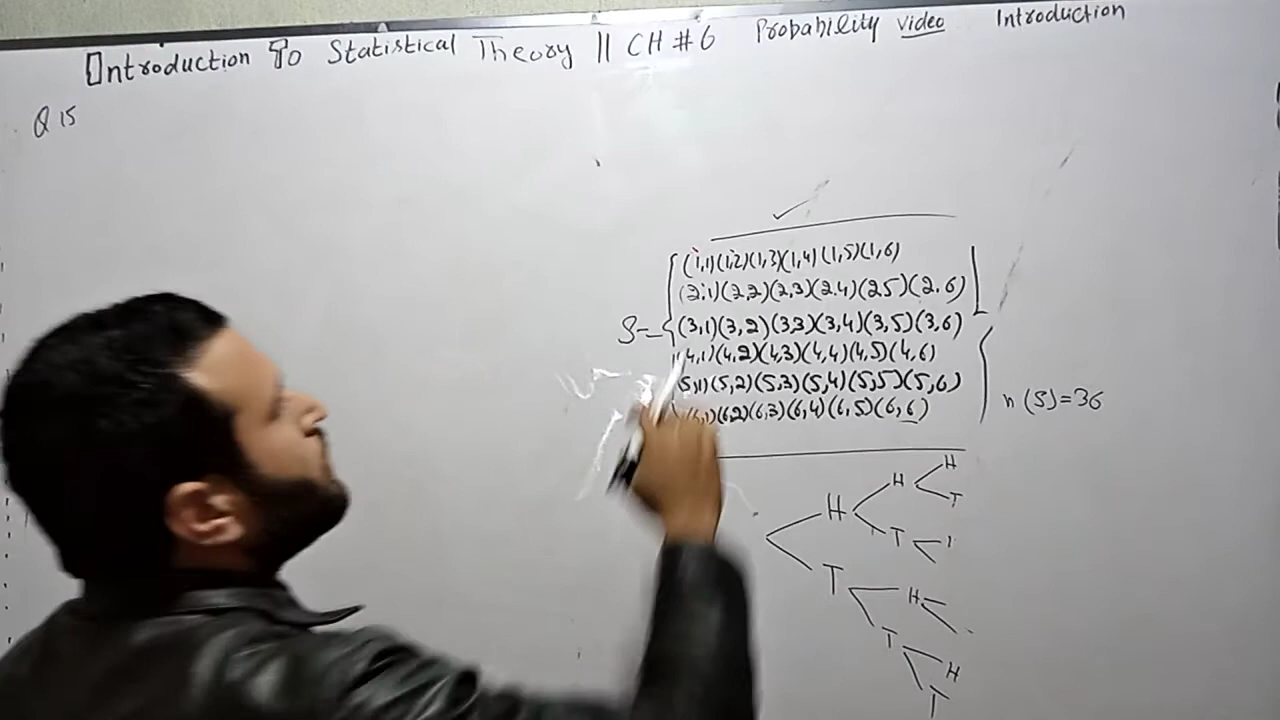 Introduction To Statistical Theory || CH # 6 Probability video Introduction
Q 15
(1,1)(1,2)(1,3)(1,4)(1,5)(1,6)
(2,1)(2,2)(2,3)(2,4)(25)(2.6)
S = (3,1)(3,2)(3,3)(3,4)(3,5)(3,6)
(4,1)(4,2)(4,3)(4,4)(4,5)(4,6)
(5,1)(5,2)(5,3)(5,4)(5,5)(5,6)
n(S)=36
(6,1)(6,2)(6,3)(6,4)(6,5)(6,6)
H
H
T
H
T
T
H
T
H
T